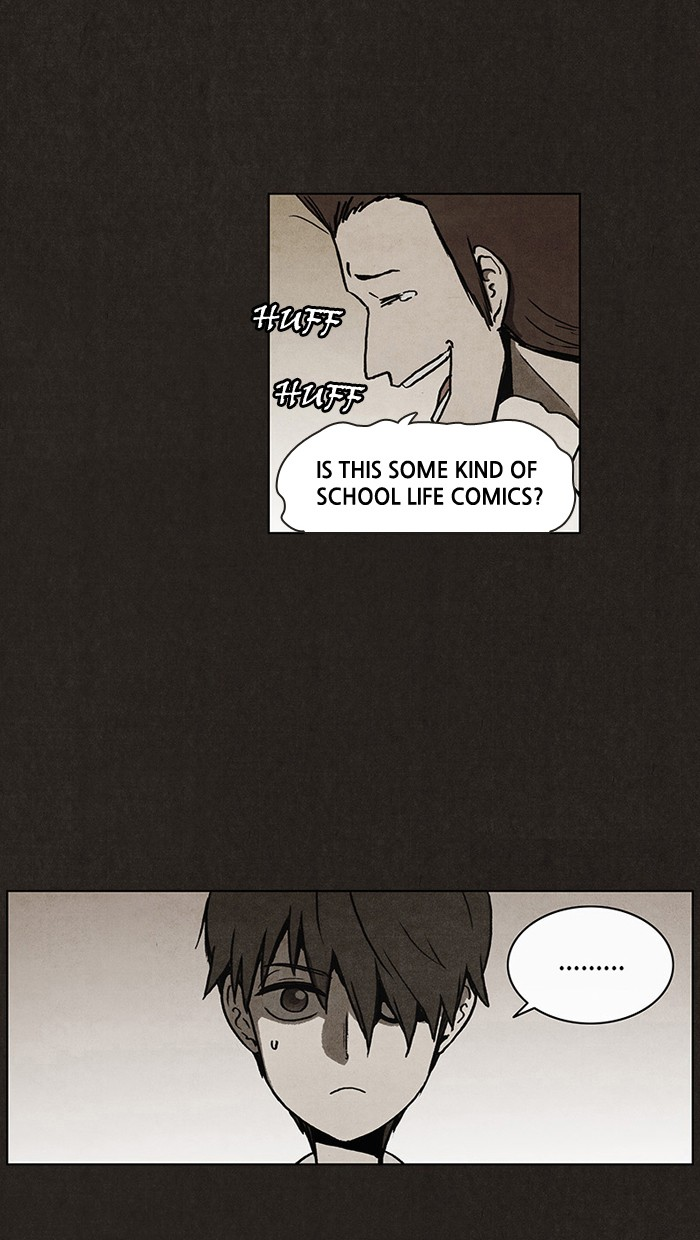 HUFF
HUFF
IS THIS SOME KIND OF
SCHOOL LIFE COMICS?
.........